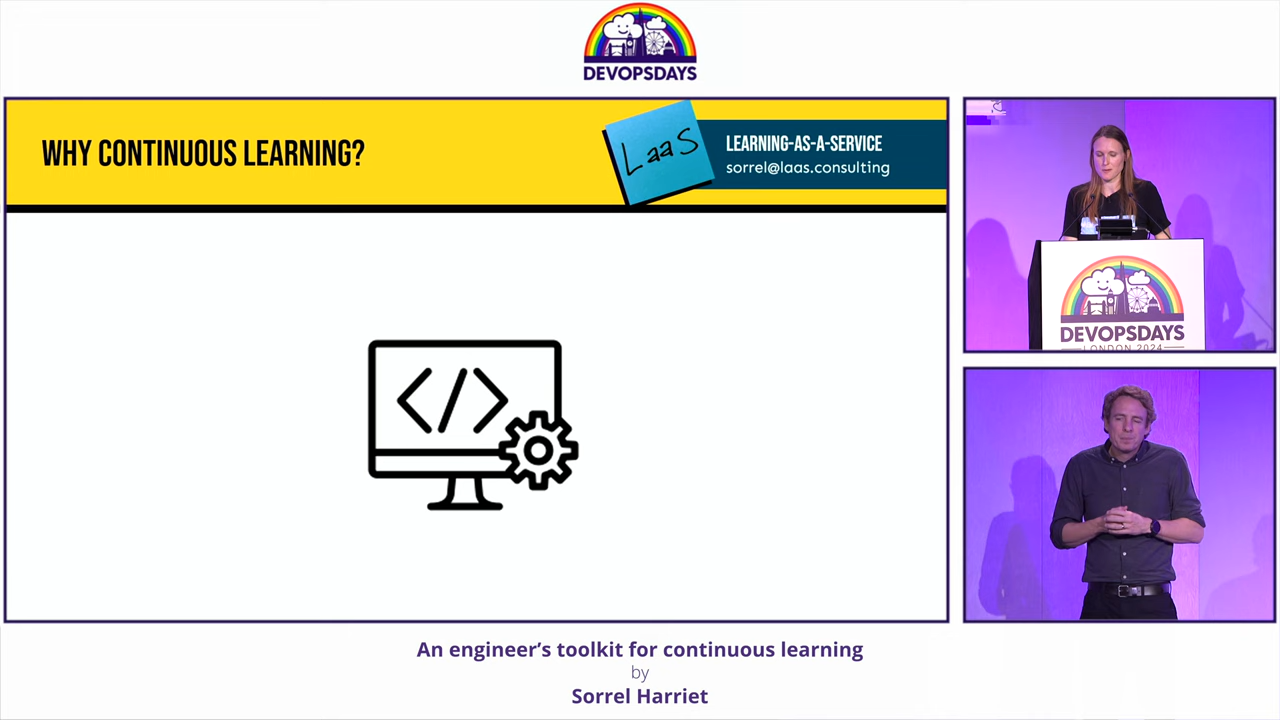 DEVOPSDAYS
WHY CONTINUOUS LEARNING?
LaaS
LEARNING-AS-A-SERVICE
sorrel@laas.consulting
</>
DEVOPSDAYS
LONDON 2024
An engineer's toolkit for continuous learning
by
Sorrel Harriet